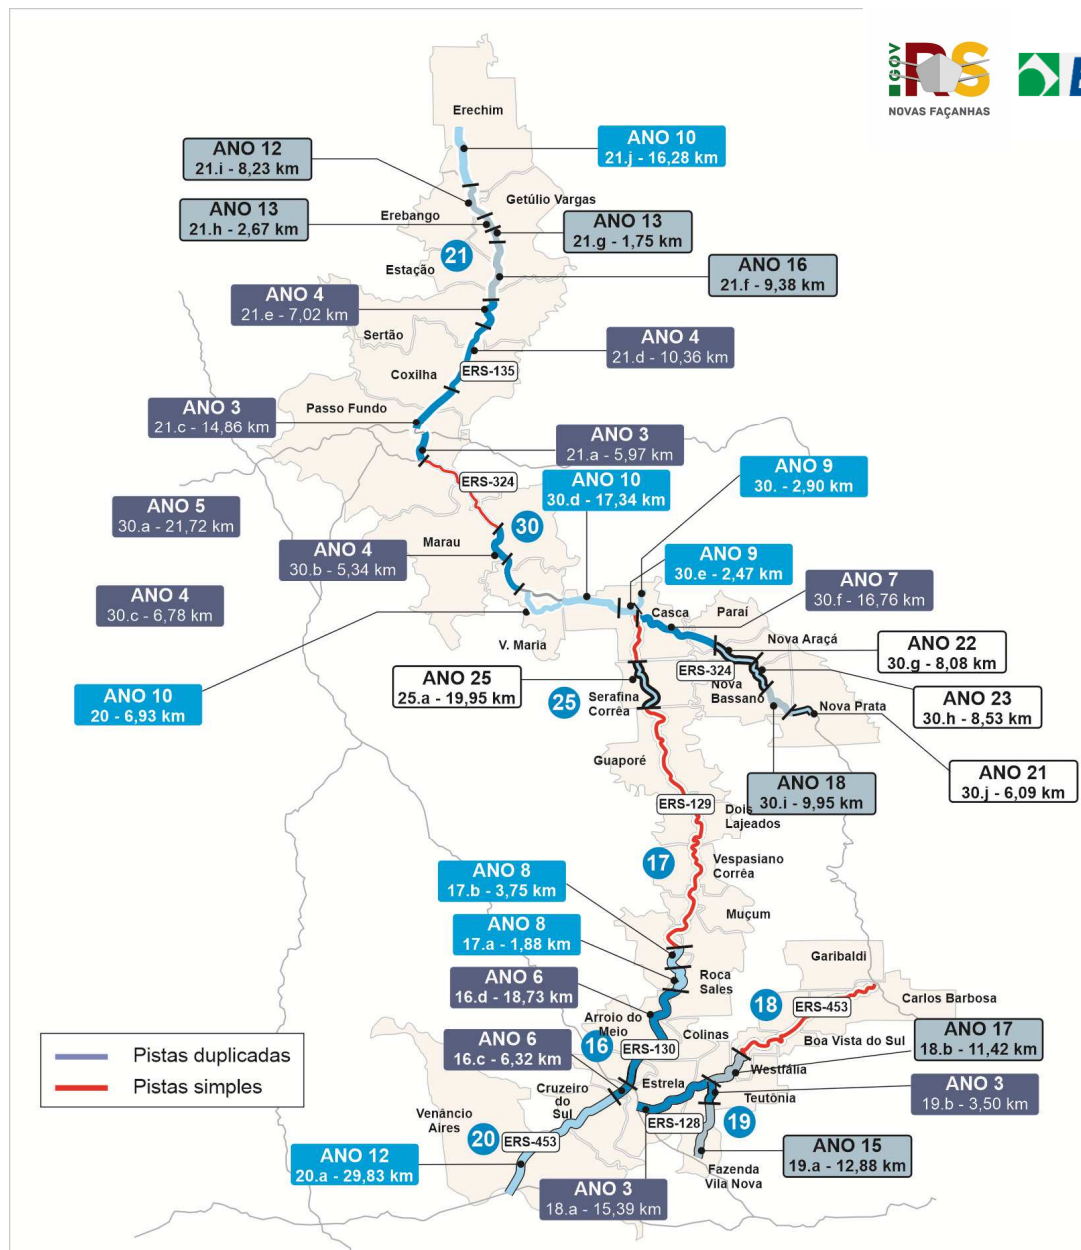 .GOV
RS
NOVAS FAÇANHAS
Erechim
ANO 12
21.i - 8,23 km
ANO 10
21.j - 16,28 km
Getúlio Vargas
ANO 13
21.h - 2,67 km
Erebango
ANO 13
21.g - 1,75 km
21
Estação
ANO 16
21.f - 9,38 km
ANO 4
21.e - 7,02 km
Sertão
ANO 4
21.d - 10,36 km
ERS-135
Coxilha
ANO 3
21.c - 14,86 km
Passo Fundo
ANO 3
21.a - 5,97 km
ANO 9
30. - 2,90 km
ANO 10
30.d - 17,34 km
ERS-324
ANO 5
30.a - 21,72 km
30
Marau
ANO 4
30.b - 5,34 km
ANO 9
30.e - 2,47 km
ANO 7
30.f - 16,76 km
ANO 4
30.c - 6,78 km
Casca
Paraí
V. Maria
Nova Araçá
ANO 22
30.g - 8,08 km
ERS-324
ANO 25
25.a - 19,95 km
ANO 10
20 - 6,93 km
25
Serafina
Corrêa
Nova
Bassano
ANO 23
30.h - 8,53 km
Nova Prata
Guaporé
ANO 18
30.i - 9,95 km
ANO 21
30.j - 6,09 km
ERS-129
Dois
Lajeados
17
Vespasiano
Corrêa
ANO 8
17.b - 3,75 km
Muçum
ANO 8
17.a - 1,88 km
Garibaldi
ANO 6
16.d - 18,73 km
Roca
Sales
Carlos Barbosa
18
ERS-453
Arroio do
Meio
Colinas
Boa Vista do Sul
ANO 17
18.b - 11,42 km
16
ERS-130
Pistas duplicadas
Pistas simples
ANO 6
16.c - 6,32 km
Westfália
Estrela
Cruzeiro
do
Sul
Teutônia
ANO 3
19.b - 3,50 km
Venâncio
Aires
20
ERS-453
ERS-128
19
ANO 12
20.a - 29,83 km
ANO 15
19.a - 12,88 km
Fazenda
Vila Nova
ANO 3
18.a - 15,39 km